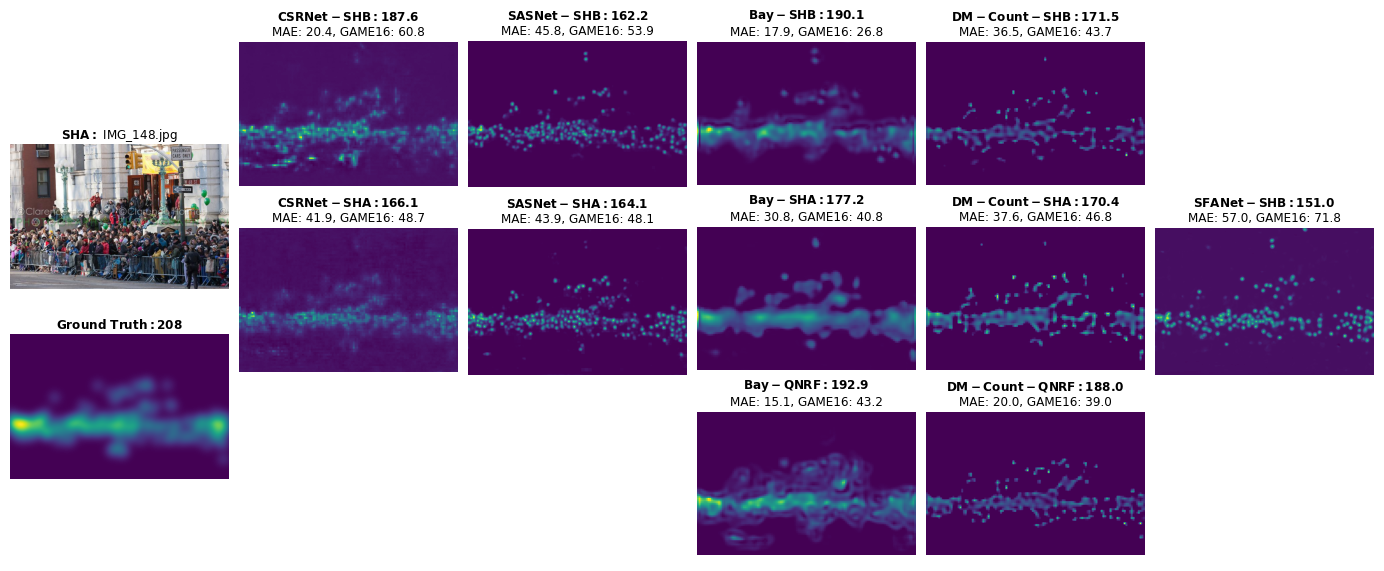 CSRNet − SHB : 187.6
MAE: 20.4, GAME16: 60.8
SASNet − SHB : 162.2
MAE: 45.8, GAME16: 53.9
Bay − SHB : 190.1
MAE: 17.9, GAME16: 26.8
DM − Count − SHB : 171.5
MAE: 36.5, GAME16: 43.7
SHA : IMG_148.jpg
CSRNet − SHA : 166.1
MAE: 41.9, GAME16: 48.7
SASNet − SHA : 164.1
MAE: 43.9, GAME16: 48.1
Bay − SHA : 177.2
MAE: 30.8, GAME16: 40.8
DM − Count − SHA : 170.4
MAE: 37.6, GAME16: 46.8
SFANet − SHB : 151.0
MAE: 57.0, GAME16: 71.8
Ground Truth : 208
Bay − QNRF : 192.9
MAE: 15.1, GAME16: 43.2
DM − Count − QNRF : 188.0
MAE: 20.0, GAME16: 39.0